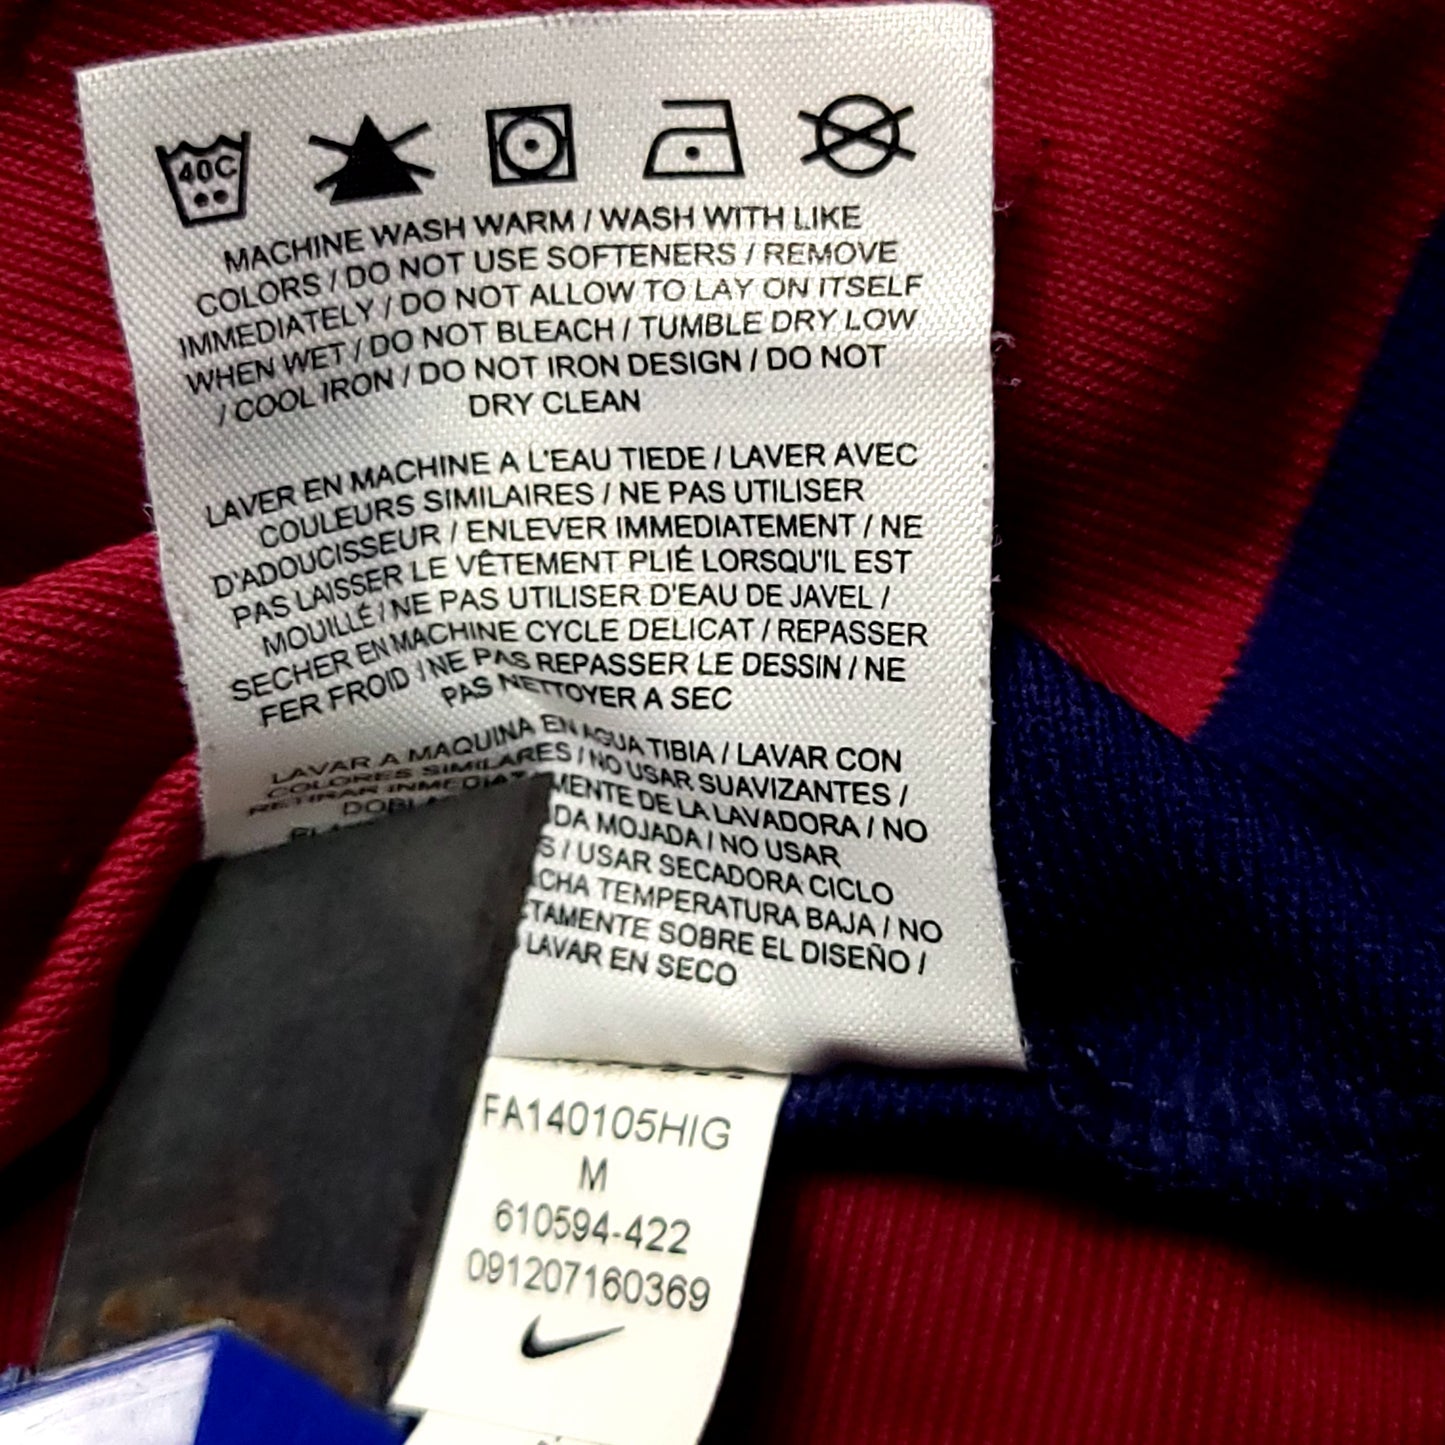 40C
MACHINE WASH WARM / WASH WITH LIKE
COLORS / DO NOT USE SOFTENERS / REMOVE
IMMEDIATELY / DO NOT ALLOW TO LAY ON ITSELF
WHEN WET / DO NOT BLEACH / TUMBLE DRY LOW
/ COOL IRON / DO NOT IRON DESIGN / DO NOT
DRY CLEAN
LAVER EN MACHINE A L'EAU TIEDE / LAVER AVEC
COULEURS SIMILAIRES / NE PAS UTILISER
D'ADOUCISSEUR / ENLEVER IMMEDIATEMENT / NE
PAS LAISSER LE VÊTEMENT PLIÉ LORSQU'IL EST
MOUILLÉ / NE PAS UTILISER D'EAU DE JAVEL /
SECHER EN MACHINE CYCLE DELICAT / REPASSER
FER FROID / NE PAS REPASSER LE DESSIN / NE
PAS NETTOYER A SEC
LAVAR A MAQUINA EN AGUA TIBIA / LAVAR CON
COLORES SIMILARES / NO USAR SUAVIZANTES /
RETIRAR DE LA LAVADORA / NO
MOJADA / NO USAR
/ USAR SECADORA CICLO
TEMPERATURA BAJA / NO
SOBRE EL DISEÑO /
LAVAR EN SECO
FA140105HIG
M
610594-422
091207160369